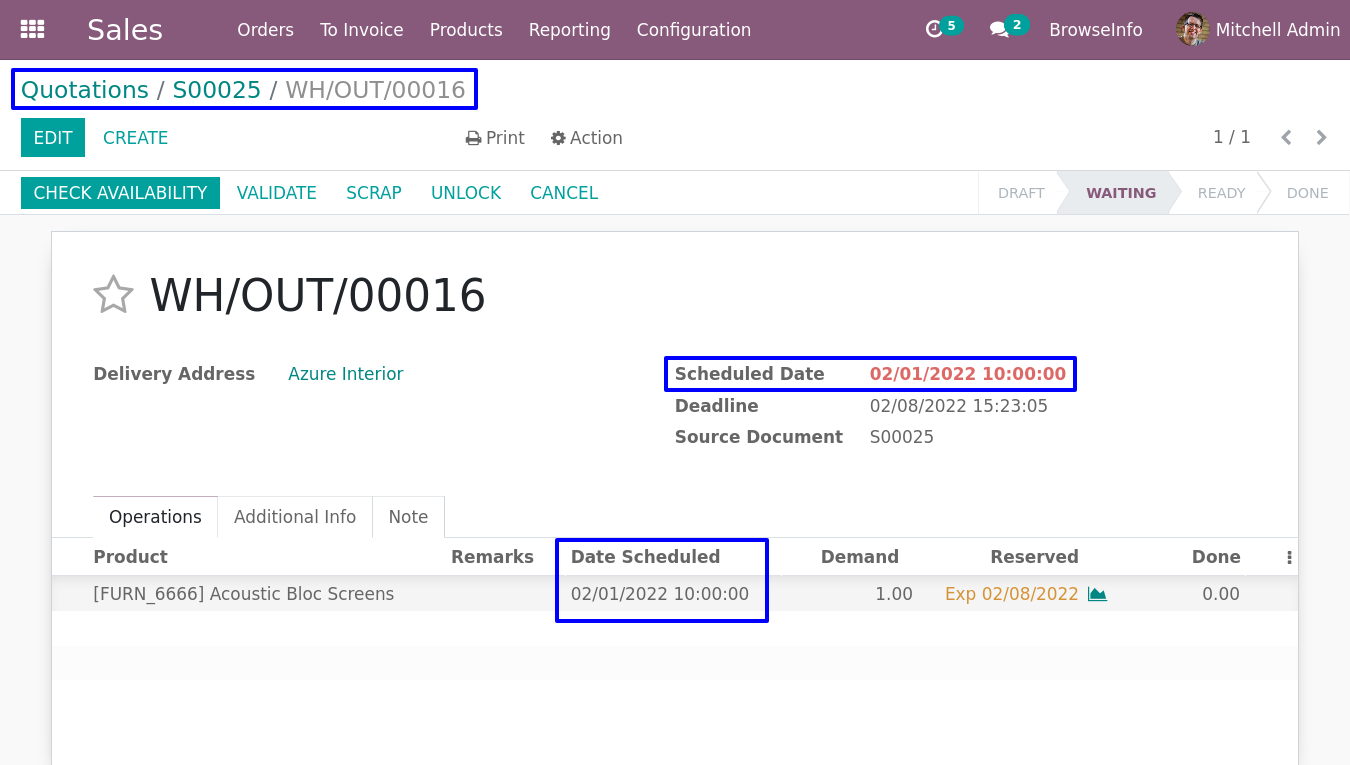 Sales Orders To Invoice Products Reporting Configuration 5 2 BrowseInfo Mitchell Admin
Quotations / S00025 / WH/OUT/00016
EDIT CREATE Print Action 1 / 1
CHECK AVAILABILITY VALIDATE SCRAP UNLOCK CANCEL DRAFT WAITING READY DONE
WH/OUT/00016
Delivery Address Azure Interior Scheduled Date 02/01/2022 10:00:00
Deadline 02/08/2022 15:23:05
Source Document S00025
Operations Additional Info Note
Product Remarks Date Scheduled Demand Reserved Done
[FURN_6666] Acoustic Bloc Screens 02/01/2022 10:00:00 1.00 Exp 02/08/2022 0.00